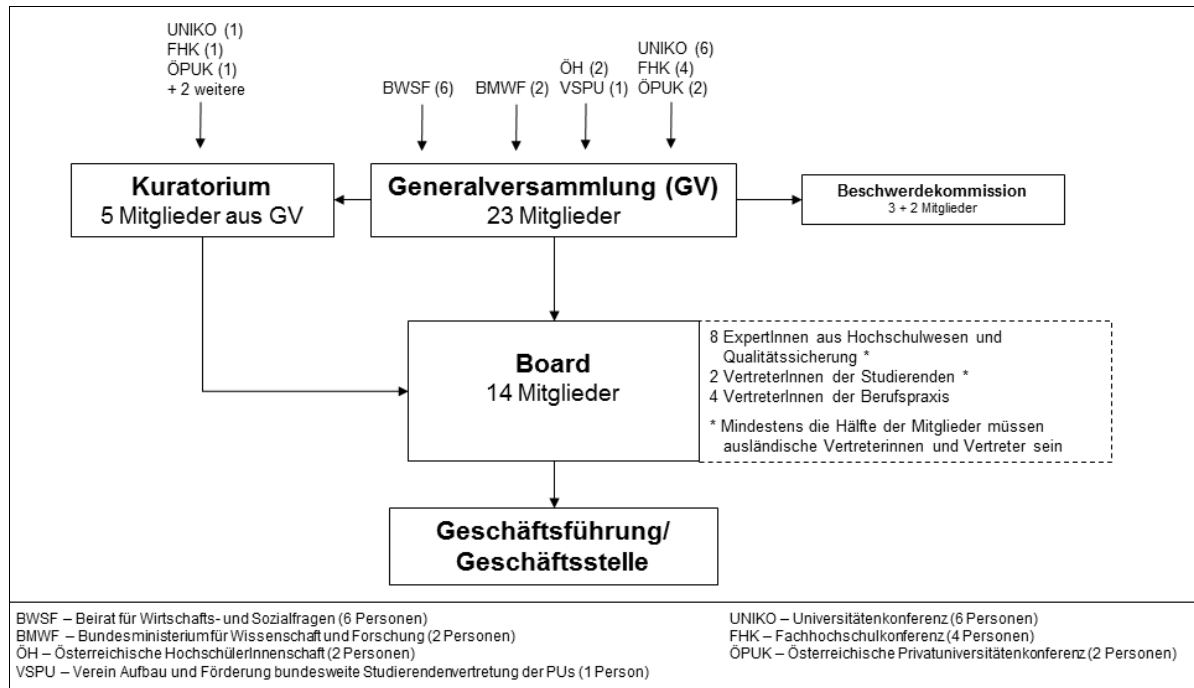 UNIKO (1)
FHK (1)
ÖPUK (1)
+ 2 weitere
BWSF (6)
BMWF (2)
ÖH (2)
VSPU (1)
UNIKO (6)
FHK (4)
ÖPUK (2)
Kuratorium
5 Mitglieder aus GV
Generalversammlung (GV)
23 Mitglieder
Beschwerdekommission
3 + 2 Mitglieder
Board
14 Mitglieder
8 ExpertInnen aus Hochschulwesen und
Qualitätssicherung *
2 VertreterInnen der Studierenden *
4 VertreterInnen der Berufspraxis
* Mindestens die Hälfte der Mitglieder müssen
ausländische Vertreterinnen und Vertreter sein
Geschäftsführung/
Geschäftsstelle
BWSF – Beirat für Wirtschafts- und Sozialfragen (6 Personen)
BMWF – Bundesministerium für Wissenschaft und Forschung (2 Personen)
ÖH – Österreichische HochschülerInnenschaft (2 Personen)
VSPU – Verein Aufbau und Förderung bundesweite Studierendenvertretung der PUs (1 Person)
UNIKO – Universitätenkonferenz (6 Personen)
FHK – Fachhochschulkonferenz (4 Personen)
ÖPUK – Österreichische Privatuniversitätenkonferenz (2 Personen)